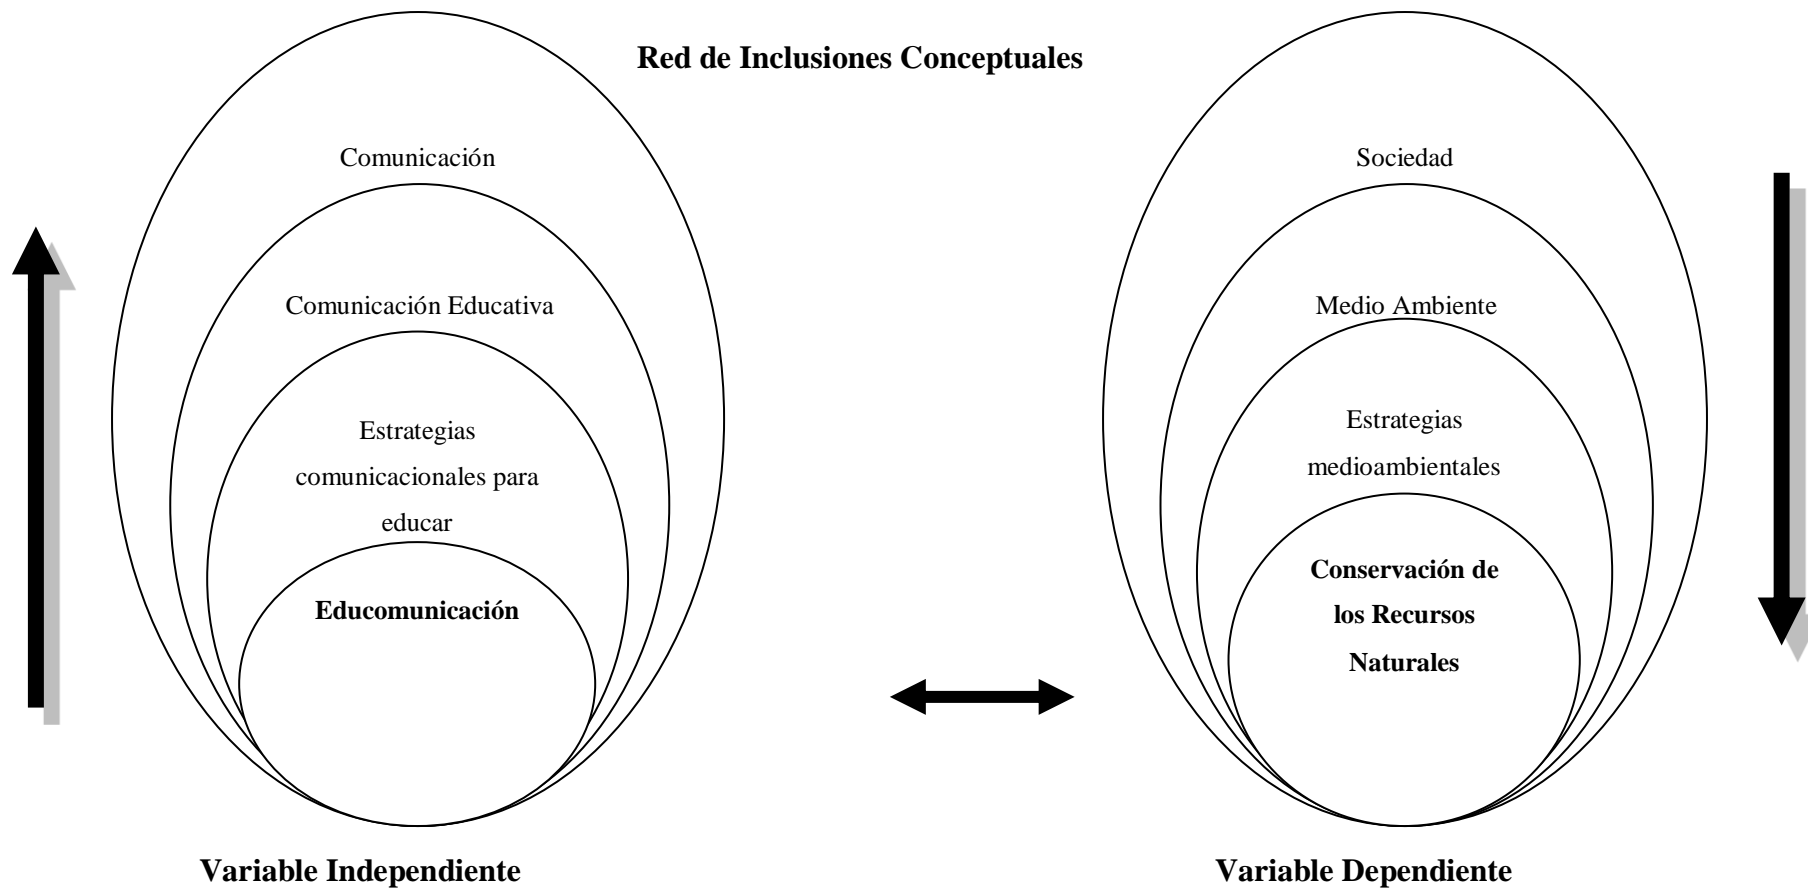 Red de Inclusiones Conceptuales
Comunicación
Comunicación Educativa
Estrategias
comunicacionales para
educar
Educomunicación
Variable Independiente
Sociedad
Medio Ambiente
Estrategias
medioambientales
Conservación de
los Recursos
Naturales
Variable Dependiente